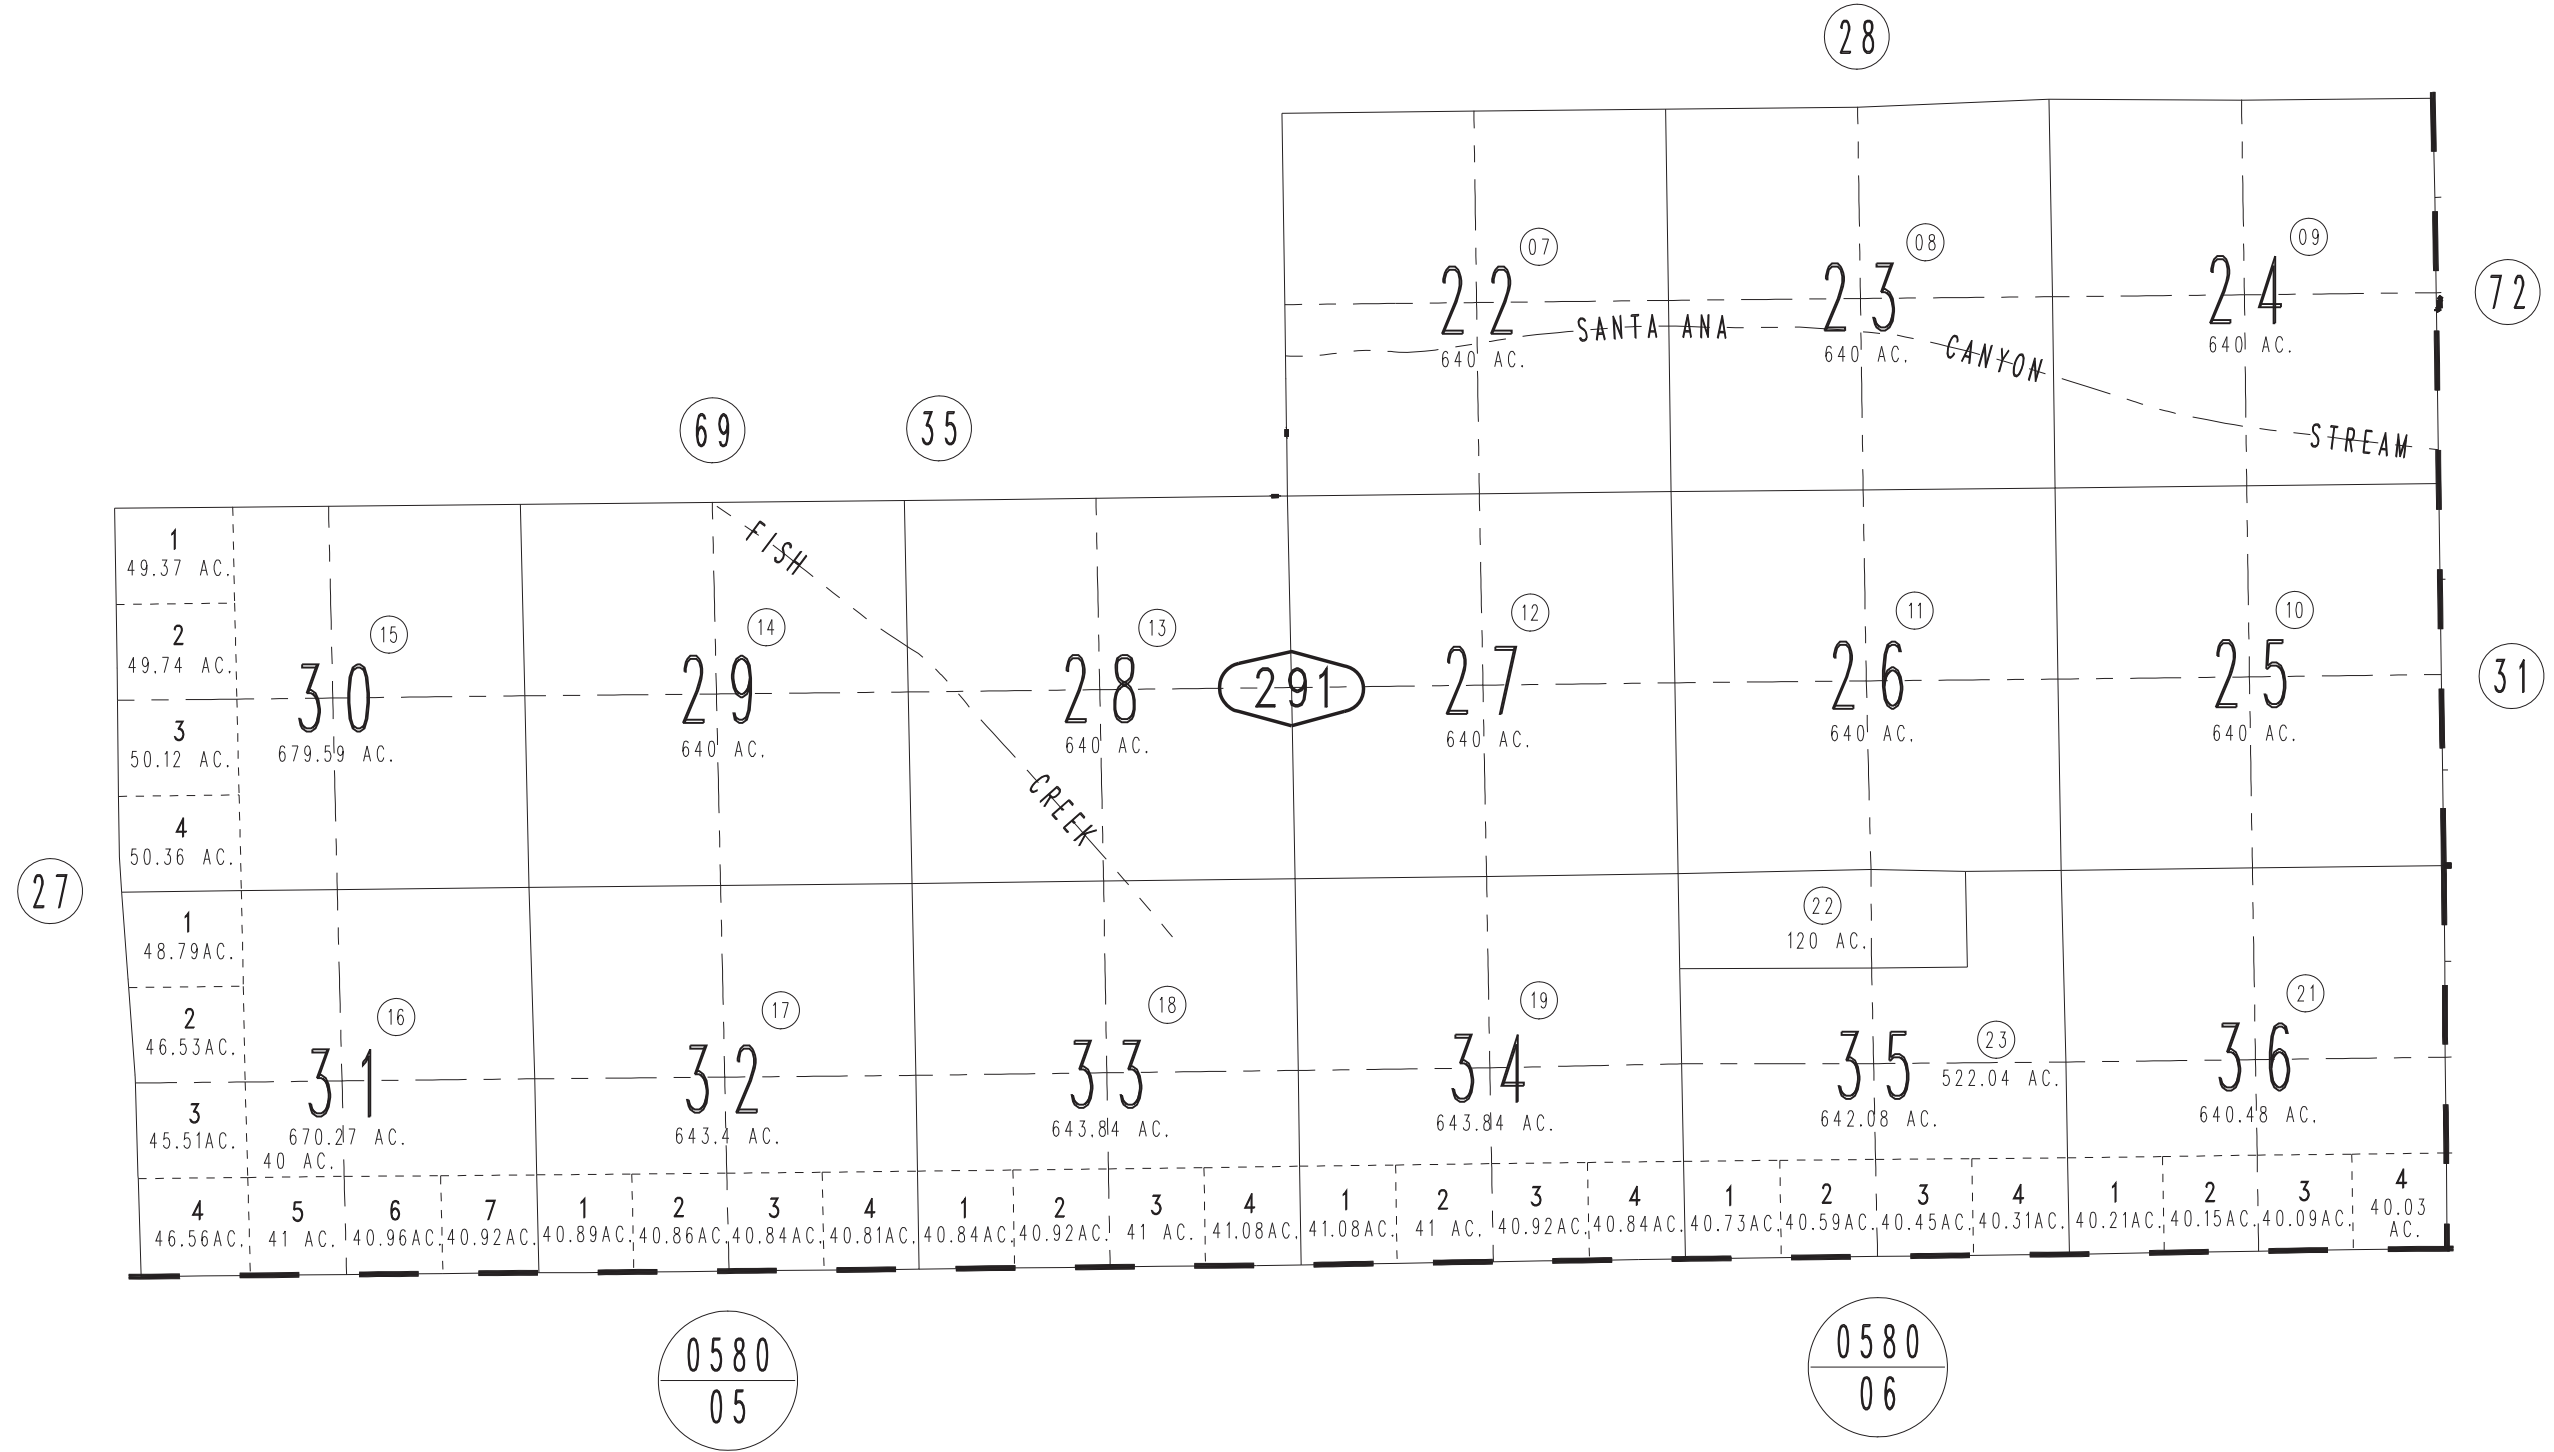 28
07
08
09
22
23
24
72
SANTA ANA
CANYON
640 AC.
640 AC.
640 AC.
STREAM
69
35
FISH
1
49.37 AC.
2
49.74 AC.
15
14
13
12
11
10
30
29
28
291
27
26
25
31
679.59 AC.
640 AC.
640 AC.
640 AC.
640 AC.
640 AC.
3
50.12 AC.
CREEK
4
50.36 AC.
27
1
48.79AC.
22
120 AC.
2
46.53AC.
16
17
18
19
23
21
31
32
33
34
35
36
522.04 AC.
3
45.51AC.
670.27 AC.
643.4 AC.
643.84 AC.
643.84 AC.
642.08 AC.
640.48 AC.
40 AC.
4
46.56AC.
5
41 AC.
6
40.96AC.
7
40.92AC.
1
40.89AC.
2
40.86AC.
3
40.84AC.
4
40.81AC.
1
40.84AC.
2
40.92AC.
3
41 AC.
4
41.08AC.
1
41.08AC.
2
41 AC.
3
40.92AC.
4
40.84AC.
1
40.73AC.
2
40.59AC.
3
40.45AC.
4
40.31AC.
1
40.21AC.
2
40.15AC.
3
40.09AC.
4
40.03
AC.
0580
05
0580
06